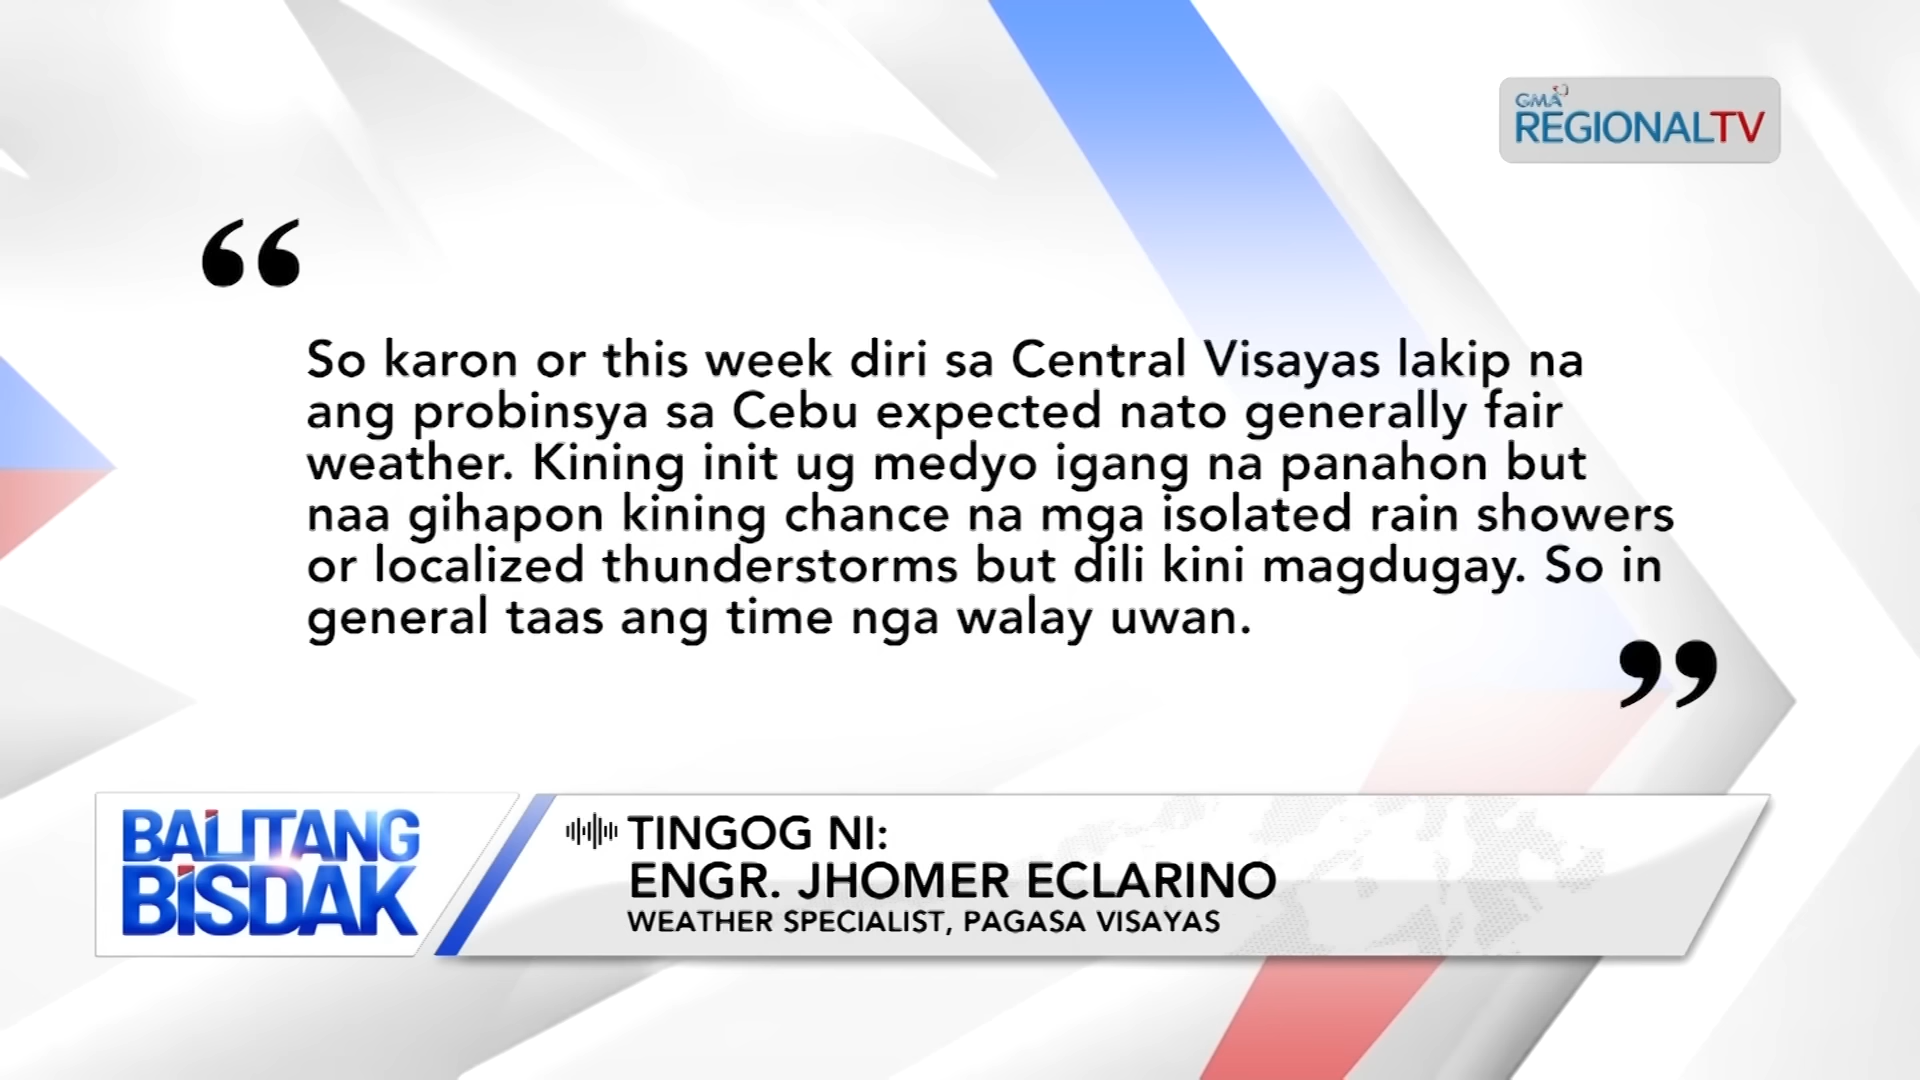 GMA
REGIONALTV
“
So karon or this week diri sa Central Visayas lakip na
ang probinsya sa Cebu expected nato generally fair
weather. Kining init ug medyo igang na panahon but
naa gihapon kining chance na mga isolated rain showers
or localized thunderstorms but dili kini magdugay. So in
general taas ang time nga walay uwan.
”
BALITANG
BISDAK
TINGOG NI:
ENGR. JHOMER ECLARINO
WEATHER SPECIALIST, PAGASA VISAYAS